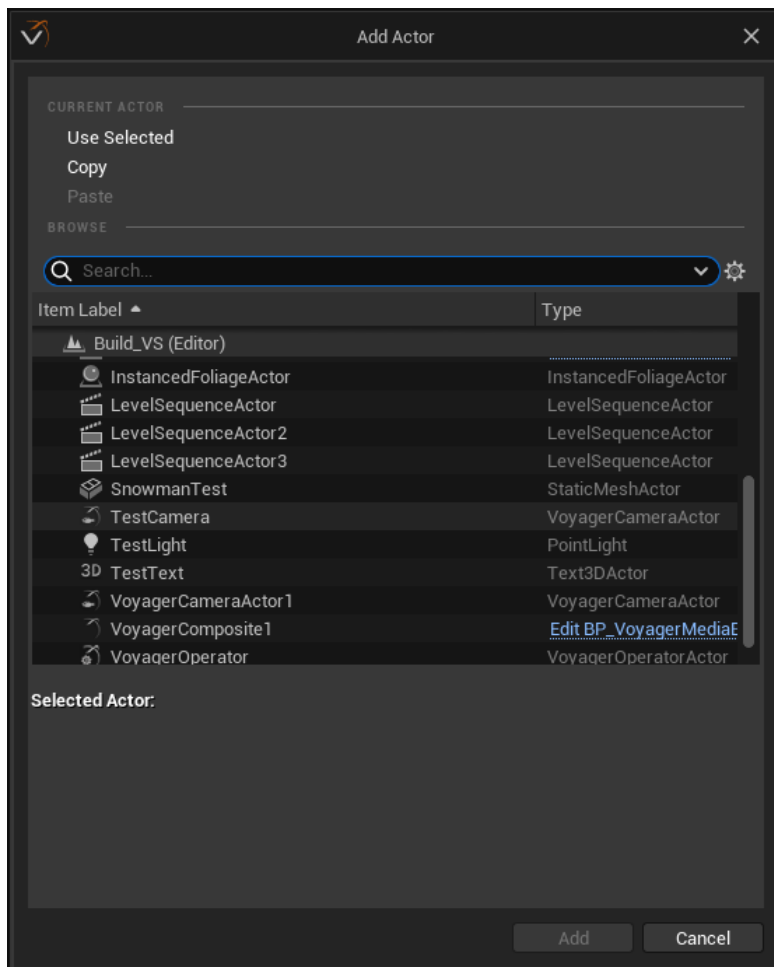 Add Actor
CURRENT ACTOR
Use Selected
Copy
Paste
BROWSE
Search...
Item Label Type
Build_VS (Editor)
InstancedFoliageActor InstancedFoliageActor
LevelSequenceActor LevelSequenceActor
LevelSequenceActor2 LevelSequenceActor
LevelSequenceActor3 LevelSequenceActor
SnowmanTest StaticMeshActor
TestCamera VoyagerCameraActor
TestLight PointLight
3D TestText Text3DActor
VoyagerCameraActor1 VoyagerCameraActor
VoyagerComposite1 Edit BP_VoyagerMediaE
VoyagerOperator VoyagerOperatorActor
Selected Actor:
Add Cancel